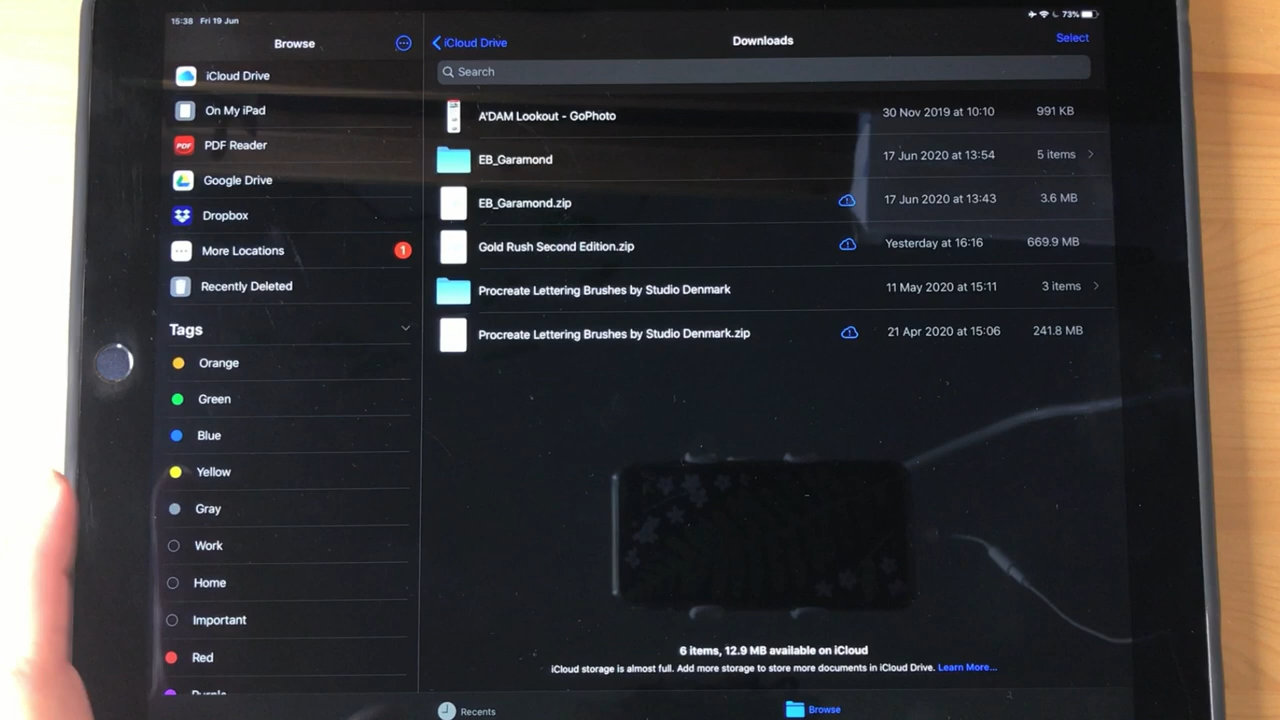 15:38 Fri 19 Jun
73%
Browse
iCloud Drive
On My iPad
PDF PDF Reader
Google Drive
Dropbox
More Locations 1
Recently Deleted
Tags
Orange
Green
Blue
Yellow
Gray
Work
Home
Important
Red
Purple
iCloud Drive Downloads Select
Search
A'DAM Lookout - GoPhoto 30 Nov 2019 at 10:10 991 KB
EB_Garamond 17 Jun 2020 at 13:54 5 items
EB_Garamond.zip 17 Jun 2020 at 13:43 3.6 MB
Gold Rush Second Edition.zip Yesterday at 16:16 669.9 MB
Procreate Lettering Brushes by Studio Denmark 11 May 2020 at 15:11 3 items
Procreate Lettering Brushes by Studio Denmark.zip 21 Apr 2020 at 15:06 241.8 MB
6 items, 12.9 MB available on iCloud
iCloud storage is almost full. Add more storage to store more documents in iCloud Drive. Learn More...
Recents Browse